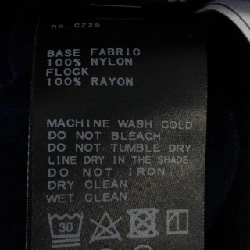 BASE FABRIC
100% NYLON
FLOCK
100% RAYON
MACHINE WASH COLD
DO NOT BLEACH
DO NOT TUMBLE DRY
LINE DRY IN THE SHADE
DO NOT IRON.
DRY CLEAN
WET CLEAN
30